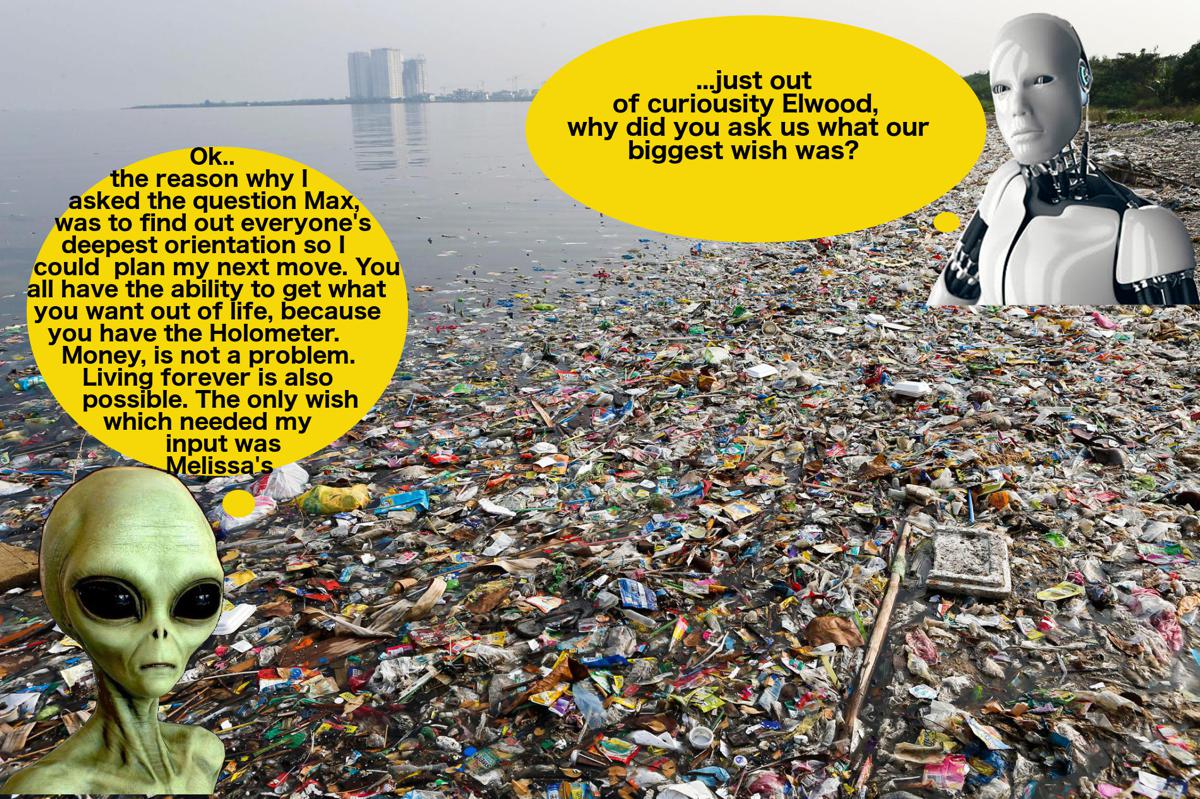 ...just out
of curiousity Elwood,
why did you ask us what our
biggest wish was?
Ok..
the reason why I
asked the question Max,
was to find out everyone's
deepest orientation so I
could  plan my next move. You
all have the ability to get what
you want out of life, because
you have the Holometer.
Money, is not a problem.
Living forever is also
possible. The only wish
which needed my
input was
Melissa's